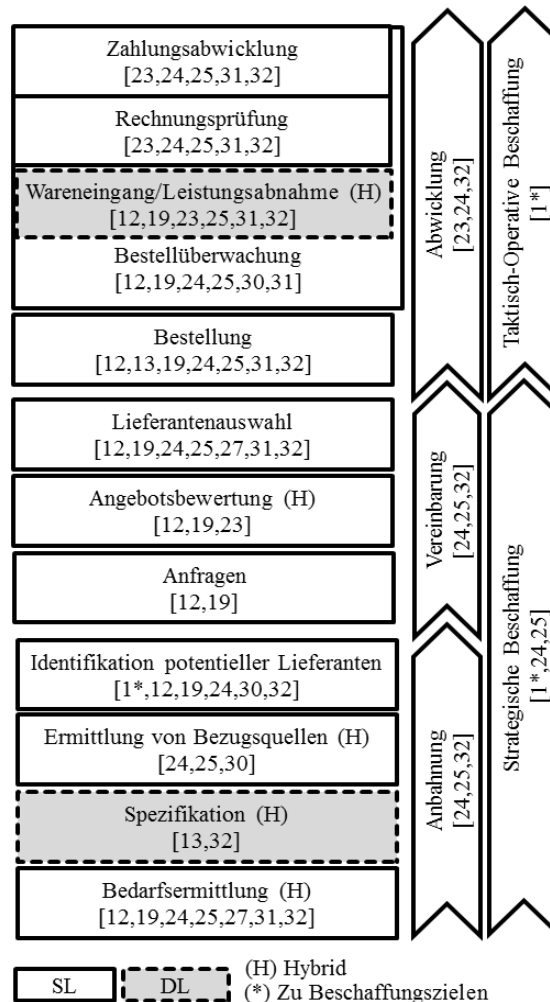 Zahlungsabwicklung
[23,24,25,31,32]
Rechnungsprüfung
[23,24,25,31,32]
Wareneingang/Leistungsabnahme (H)
[12,19,23,25,31,32]
Bestellüberwachung
[12,19,24,25,30,31]
Bestellung
[12,13,19,24,25,31,32]
Lieferantenauswahl
[12,19,24,25,27,31,32]
Angebotsbewertung (H)
[12,19,23]
Anfragen
[12,19]
Identifikation potentieller Lieferanten
[1*,12,19,24,30,32]
Ermittlung von Bezugsquellen (H)
[24,25,30]
Spezifikation (H)
[13,32]
Bedarfsermittlung (H)
[12,19,24,25,27,31,32]
Abwicklung
[23,24,32]
Vereinbarung
[24,25,32]
Anbahnung
[24,25,32]
Taktisch-Operative Beschaffung
[1*]
Strategische Beschaffung
[1*,24,25]
SL
DL
(H) Hybrid
(*) Zu Beschaffungszielen